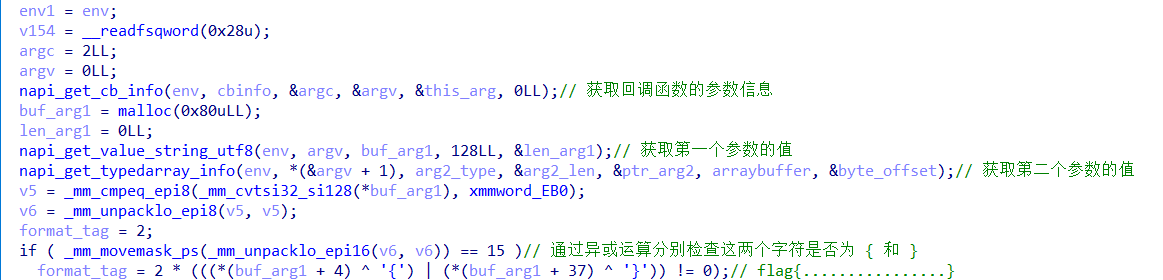 env1 = env;
v154 = __readfsqword(0x28u);
argc = 2LL;
argv = 0LL;
napi_get_cb_info(env, cbinfo, &argc, &argv, &this_arg, 0LL);// 获取回调函数的参数信息
buf_arg1 = malloc(0x80uLL);
len_arg1 = 0LL;
napi_get_value_string_utf8(env, argv, buf_arg1, 128LL, &len_arg1);// 获取第一个参数的值
napi_get_typedarray_info(env, *(&argv + 1), arg2_type, &arg2_len, &ptr_arg2, arraybuffer, &byte_offset);// 获取第二个参数的值
v5 = _mm_cmpeq_epi8(_mm_cvtsi32_si128(*buf_arg1), xmmword_EB0);
v6 = _mm_unpacklo_epi8(v5, v5);
format_tag = 2;
if ( _mm_movemask_ps(_mm_unpacklo_epi16(v6, v6)) == 15 )// 通过异或运算分别检查这两个字符是否为 { 和 }
format_tag = 2 * (((*(buf_arg1 + 4) ^ '{') | (*(buf_arg1 + 37) ^ '}')) != 0);// flag{................}